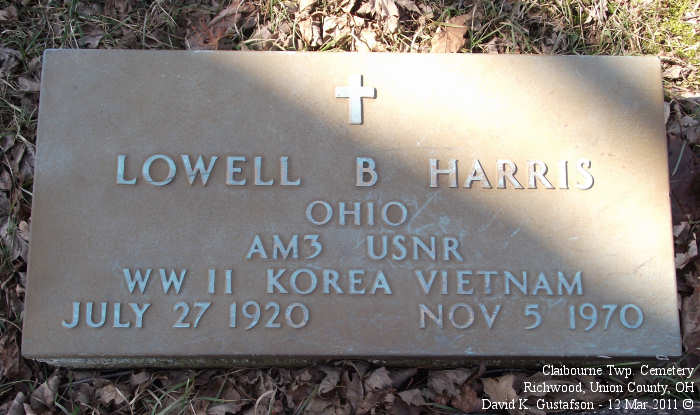 LOWELL B HARRIS
OHIO
AM3 USNR
WW II KOREA VIETNAM
JULY 27 1920 NOV 5 1970
Claibourne Twp. Cemetery
Richwood, Union County, OH
David K. Gustafson - 12 Mar 2011 ©